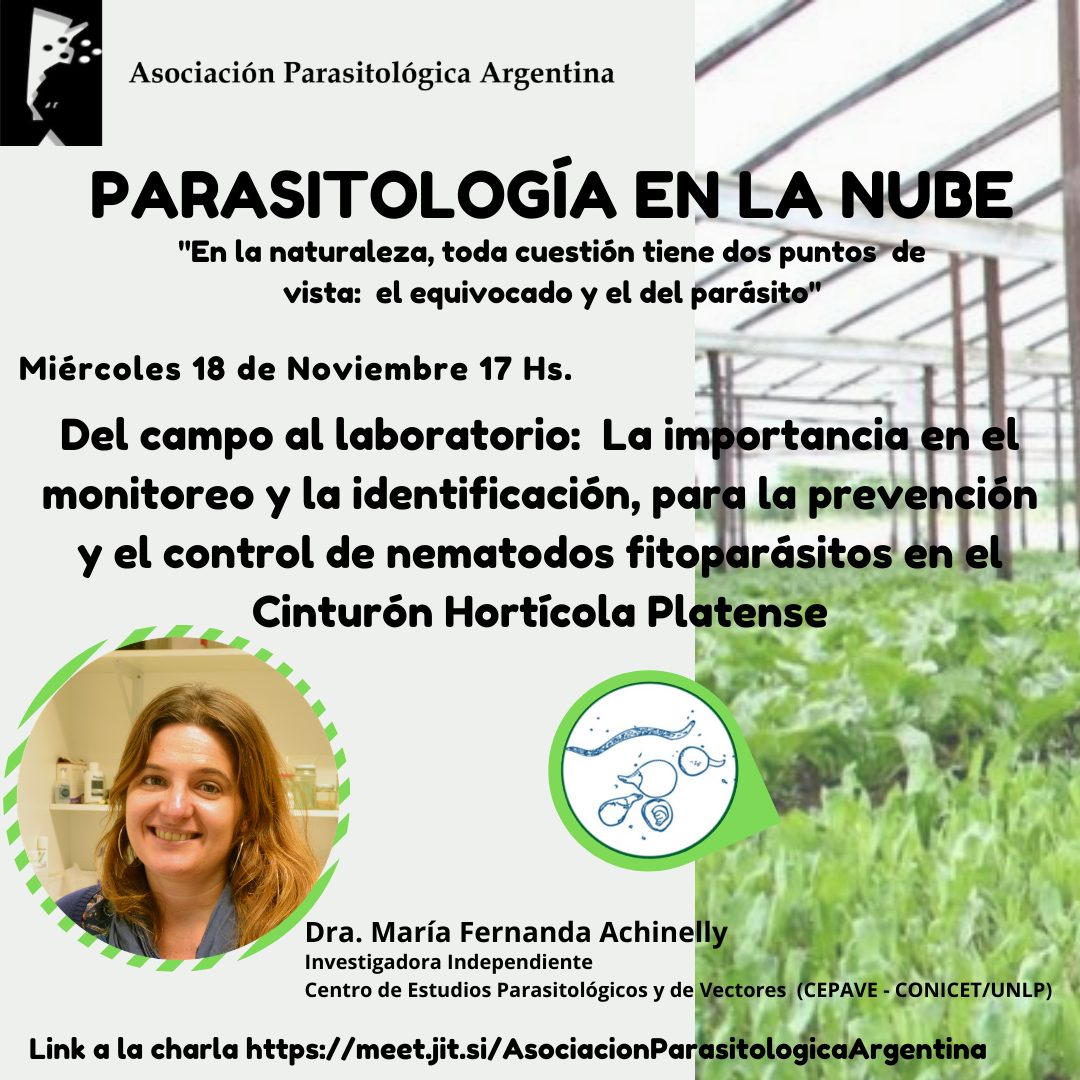 Asociación Parasitológica Argentina
PARASITOLOGÍA EN LA NUBE
"En la naturaleza, toda cuestión tiene dos puntos de
vista: el equivocado y el del parásito"
Miércoles 18 de Noviembre 17 Hs.
Del campo al laboratorio: La importancia en el
monitoreo y la identificación, para la prevención
y el control de nematodos fitoparásitos en el
Cinturón Hortícola Platense
Dra. María Fernanda Achinelly
Investigadora Independiente
Centro de Estudios Parasitológicos y de Vectores (CEPAVE - CONICET/UNLP)
Link a la charla https://meet.jit.si/AsociacionParasitologicaArgentina